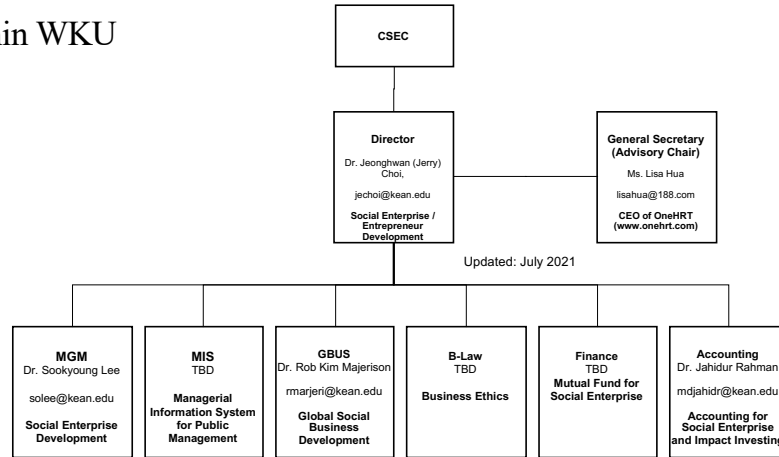 in WKU
CSEC
Director
Dr. Jeonghwan (Jerry)
Choi,
jechoi@kean.edu
Social Enterprise /
Entrepreneur
Development
General Secretary
(Advisory Chair)
Ms. Lisa Hua
lisahua@188.com
CEO of OneHRT
(www.onehrt.com)
Updated: July 2021
MGM
Dr. Sookyoung Lee
solee@kean.edu
Social Enterprise
Development
MIS
TBD
Managerial
Information System
for Public
Management
GBUS
Dr. Rob Kim Majerison
rmarjeri@kean.edu
Global Social
Business
Development
B-Law
TBD
Business Ethics
Finance
TBD
Mutual Fund for
Social Enterprise
Accounting
Dr. Jahidur Rahman
mdjahidr@kean.edu
Accounting for
Social Enterprise
and Impact Investing